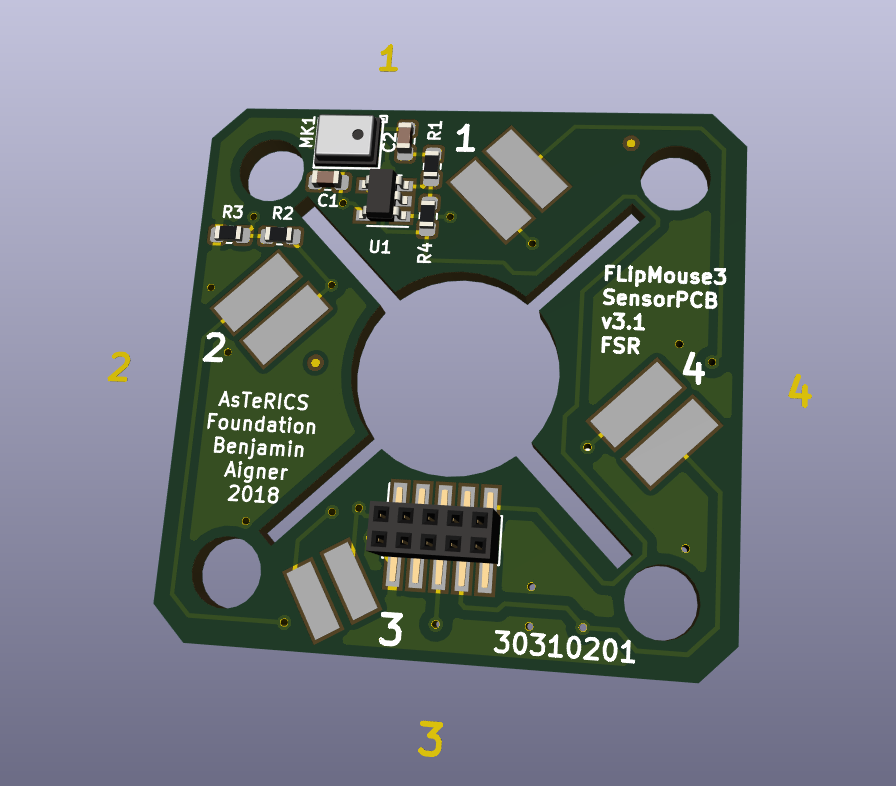 1
MK1
C2
R1
1
C1
R3
R2
U1
R4
FLipMouse3
SensorPCB
v3.1
FSR
2
2
4
4
AsTeRICS
Foundation
Benjamin
Aigner
2018
3
30310201
3